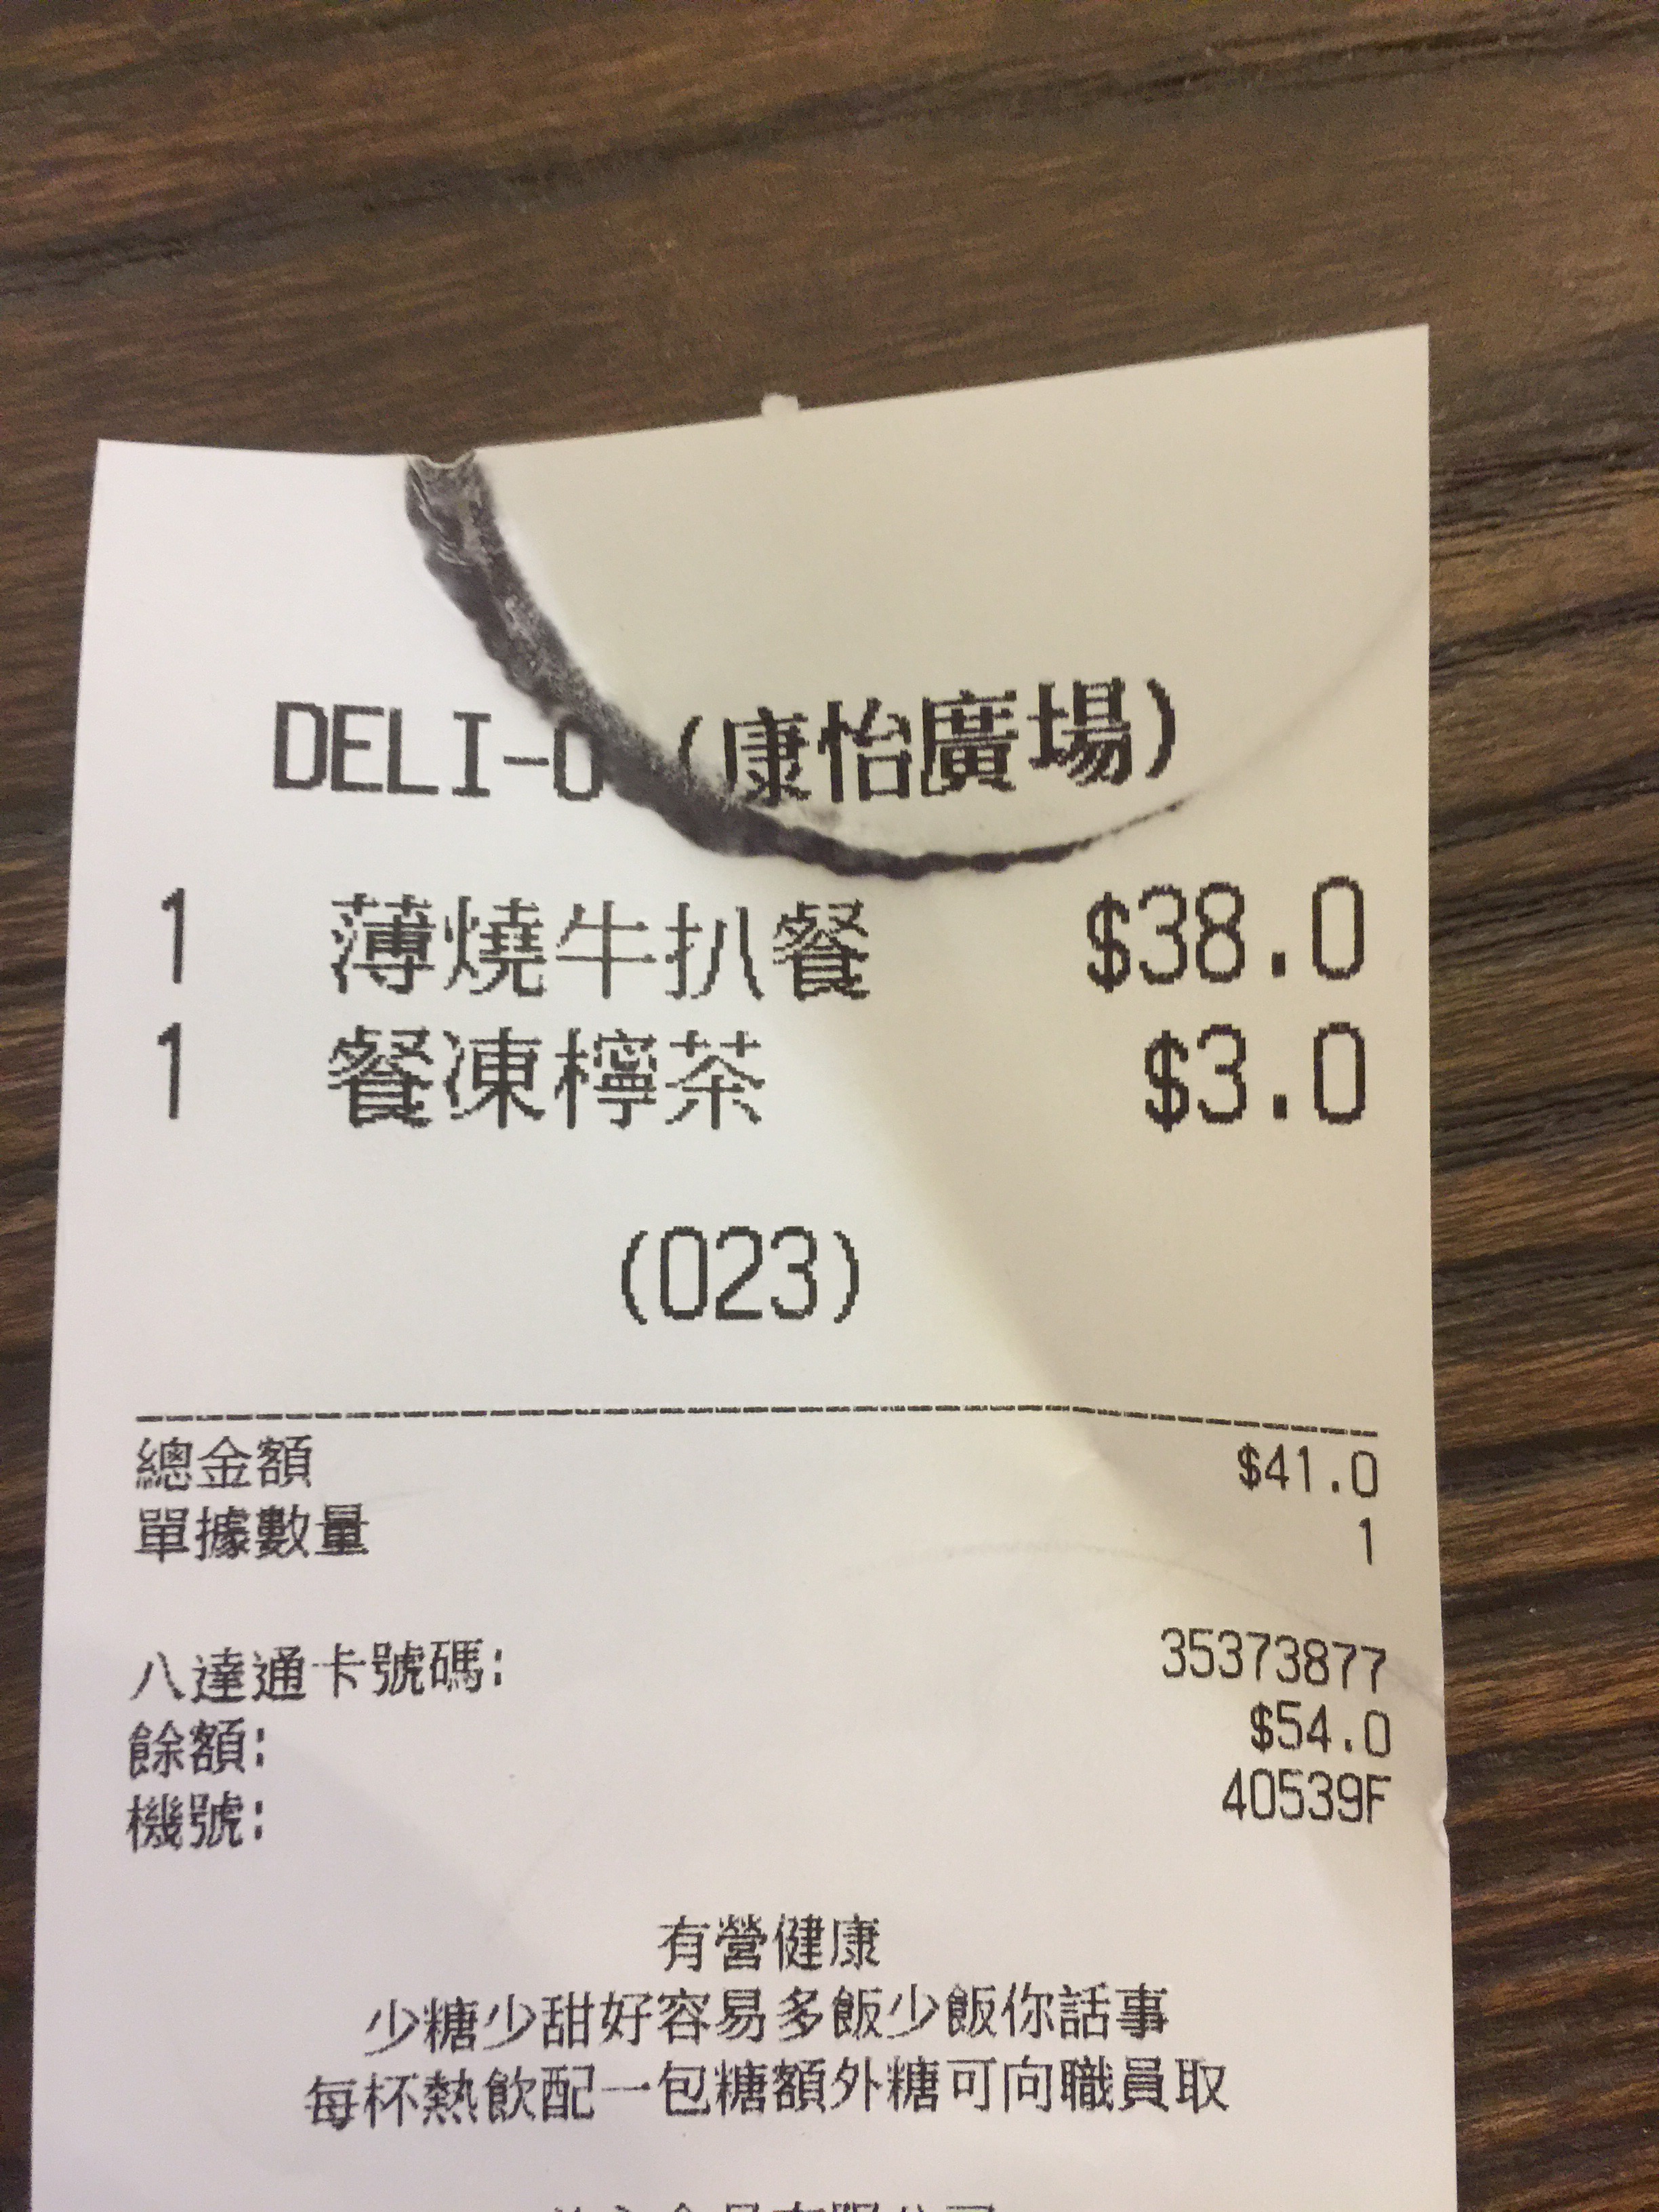 DELI-O (康怡廣場)
1 薄燒牛扒餐 $38.0
1 餐凍檸茶 $3.0
(023)
總金額 $41.0
單據數量 1
八達通卡號碼: 35373877
餘額: $54.0
機號: 40539F
有營健康
少糖少甜好容易多飯少飯你話事
每杯熱飲配一包糖額外糖可向職員取